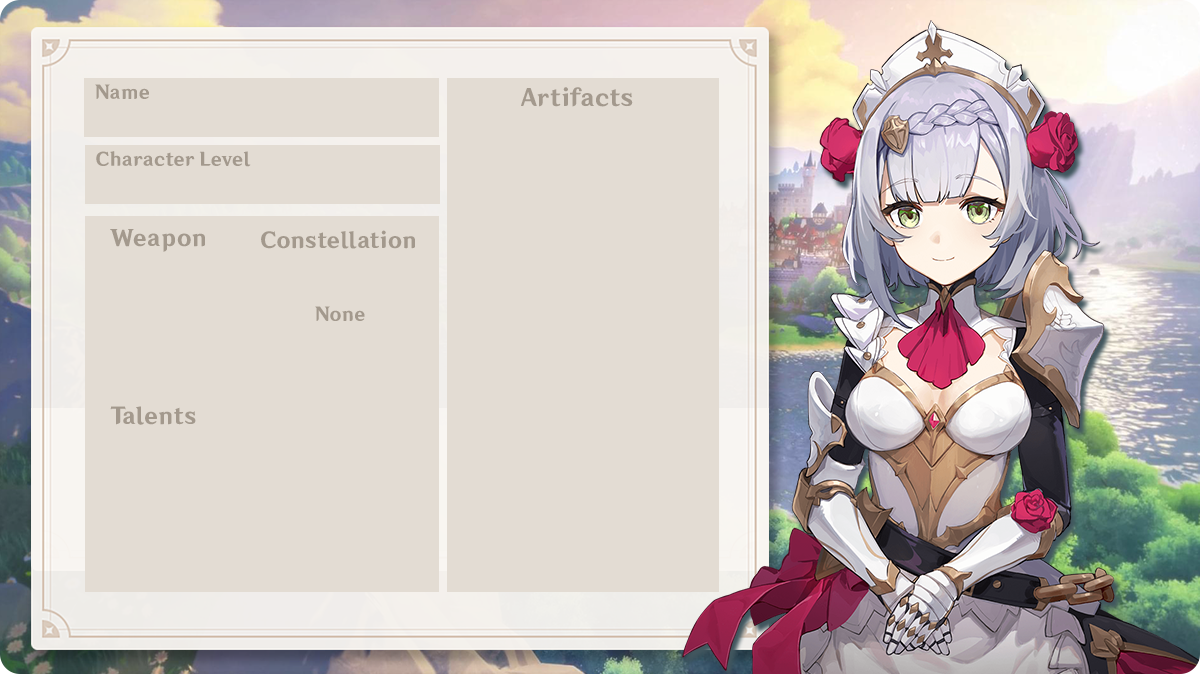 Name
Character Level
Weapon
Constellation
None
Talents
Artifacts